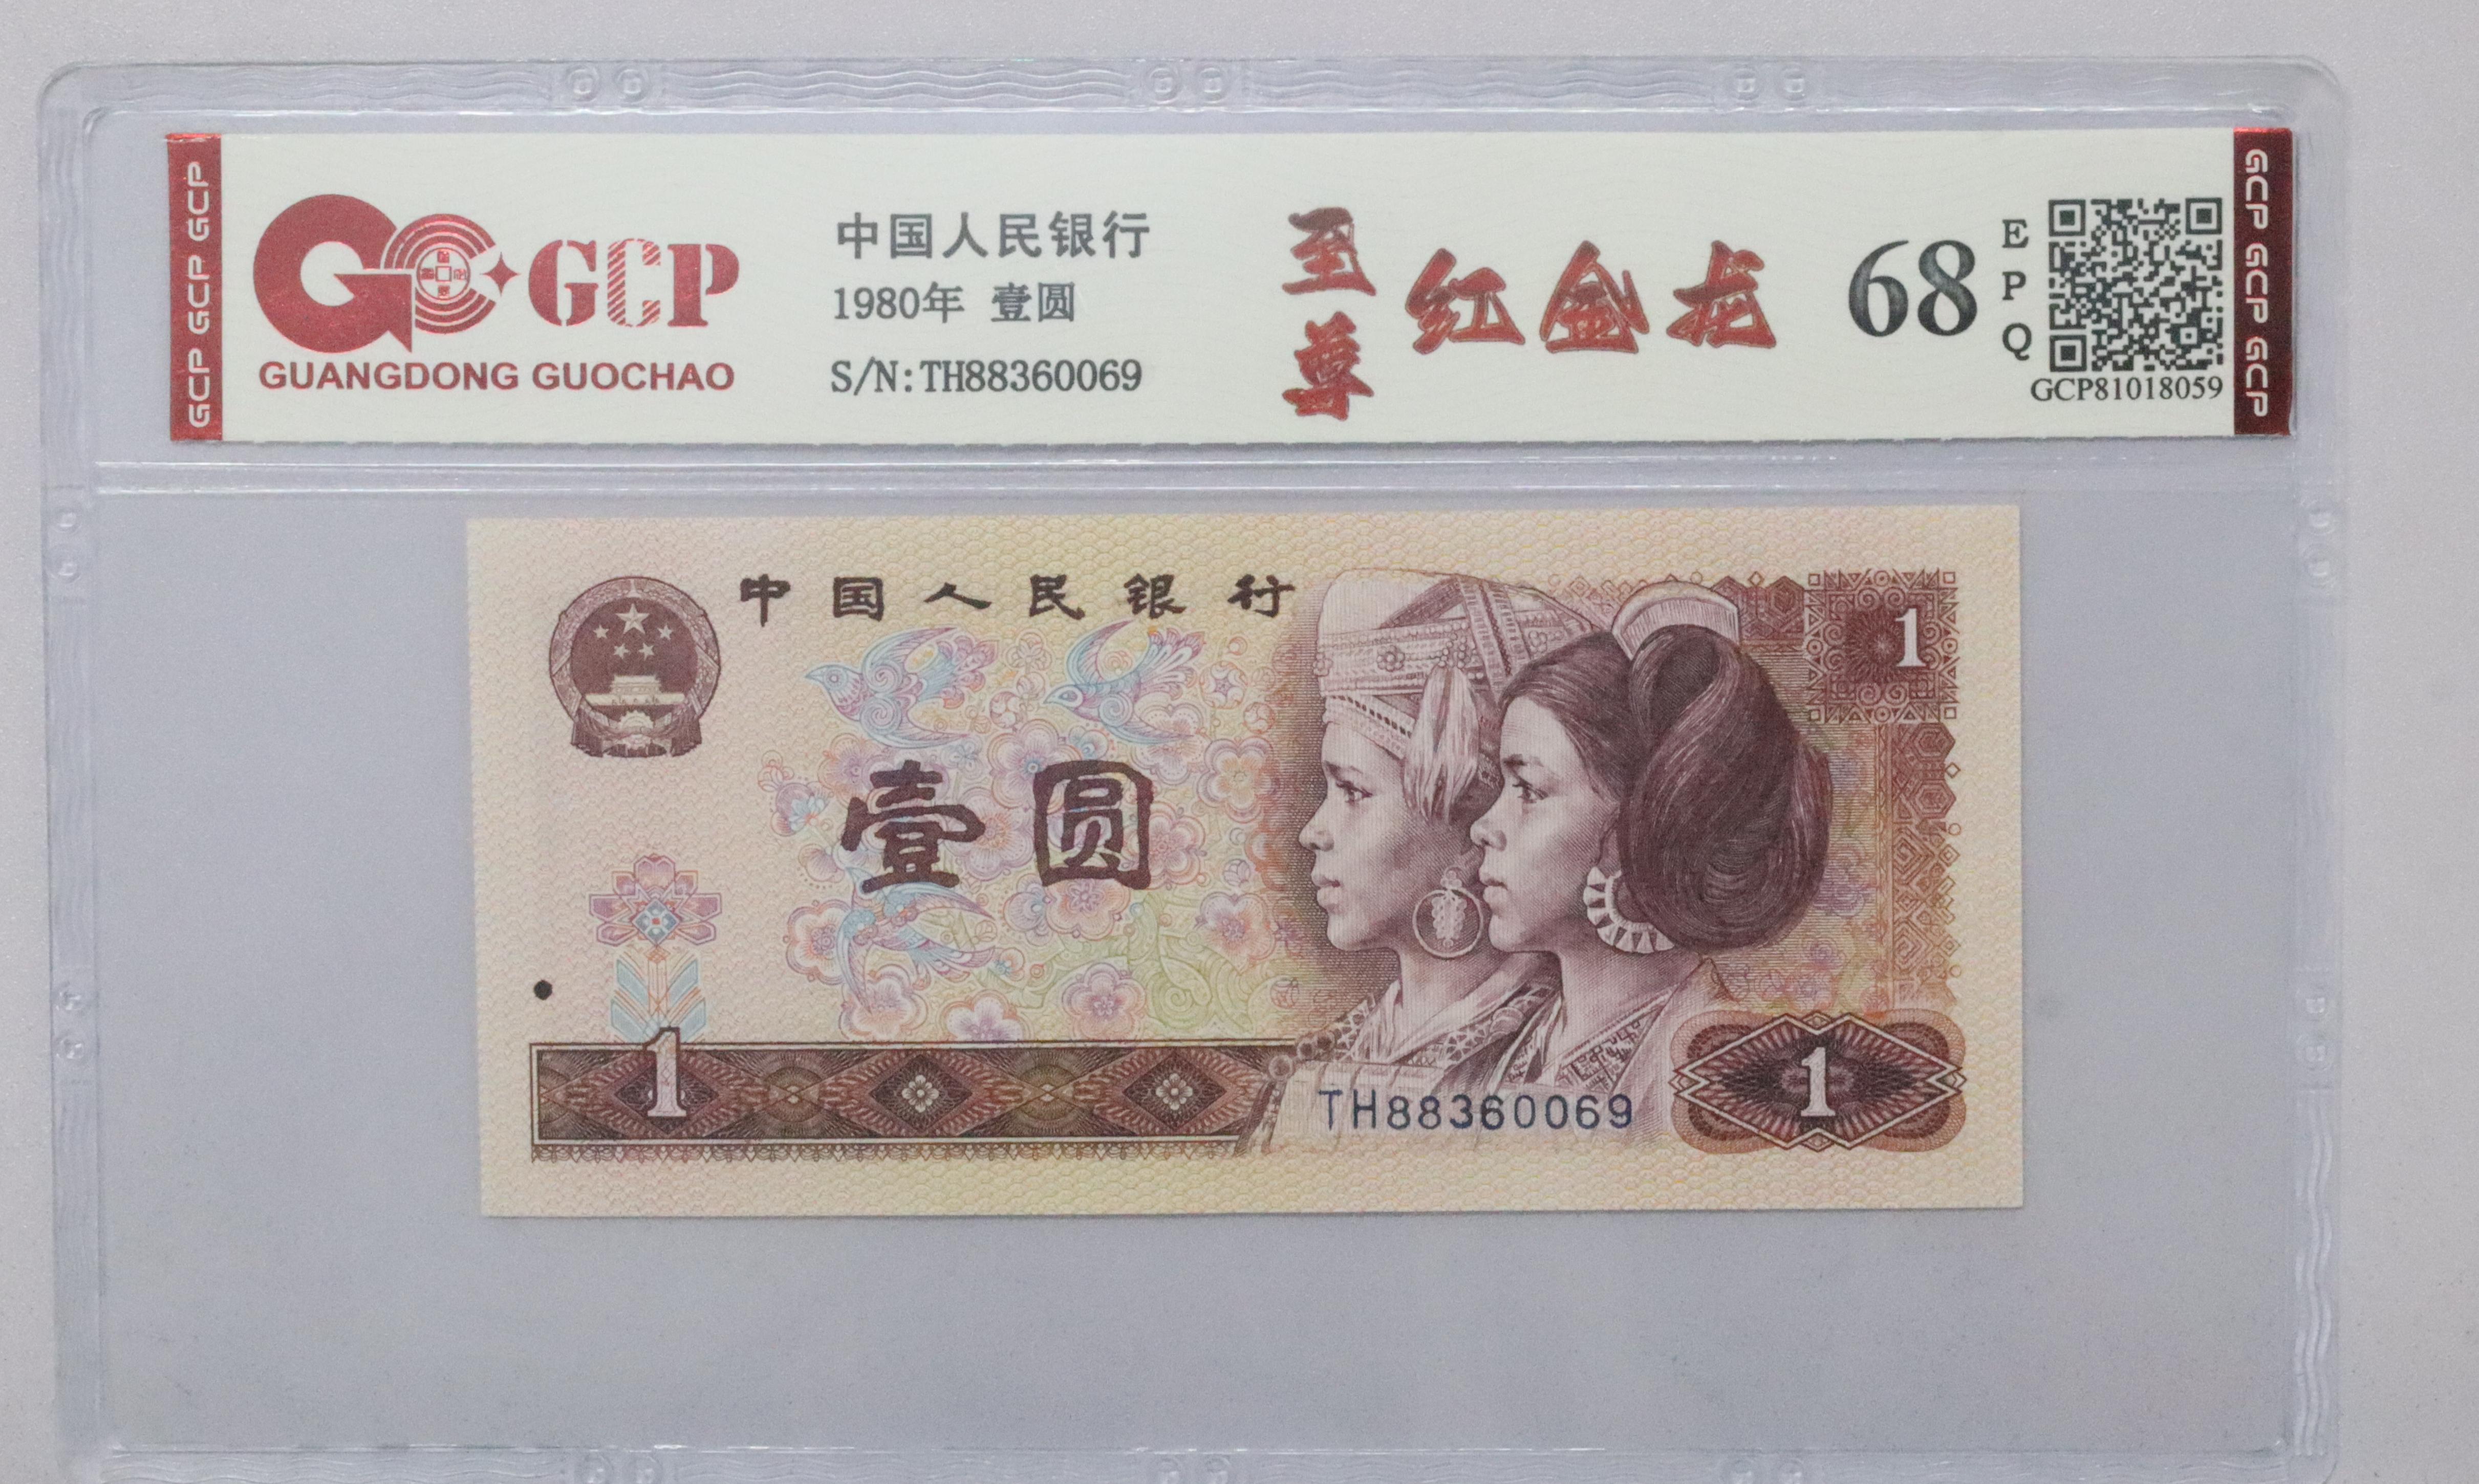 GCP GCP GCP
GCP
GUANGDONG GUOCHAO
中国人民银行
1980年 壹圆
S/N:TH88360069
至尊
红金龙
68
EPQ
GCP81018059
GCP GCP GCP
中国人民银行
1
壹圆
1
TH88360069
1